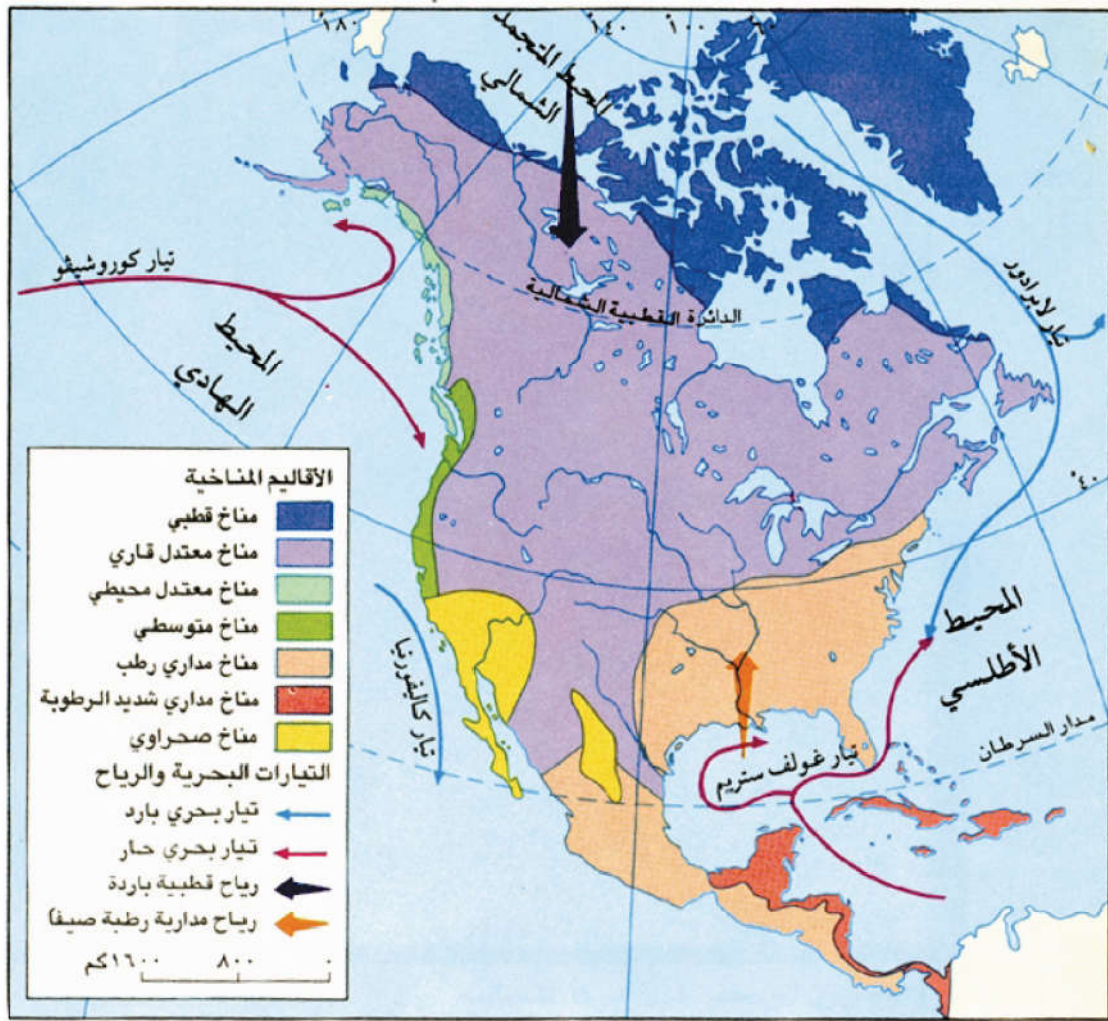 ١٨٠
١٤٠
١٠٠
٦٠
المحيط المتجمد
الشمالي
تيار كوروشيڤو
الدائرة القطبية الشمالية
تيار لابرادور
المحيط
الهادي
٤٠
الأقاليم المناخية
مناخ قطبي
مناخ معتدل قاري
مناخ معتدل محيطي
مناخ متوسطي
مناخ مداري رطب
مناخ مداري شديد الرطوبة
مناخ صحراوي
التيارات البحرية والرياح
تيار بحري بارد
تيار بحري حار
رياح قطبية باردة
رياح مدارية رطبة صيفا
١٦٠٠كم
٨٠٠
٠
تيار كاليفورنيا
المحيط
الأطلسي
مدار السرطان
تيار غولف ستريم